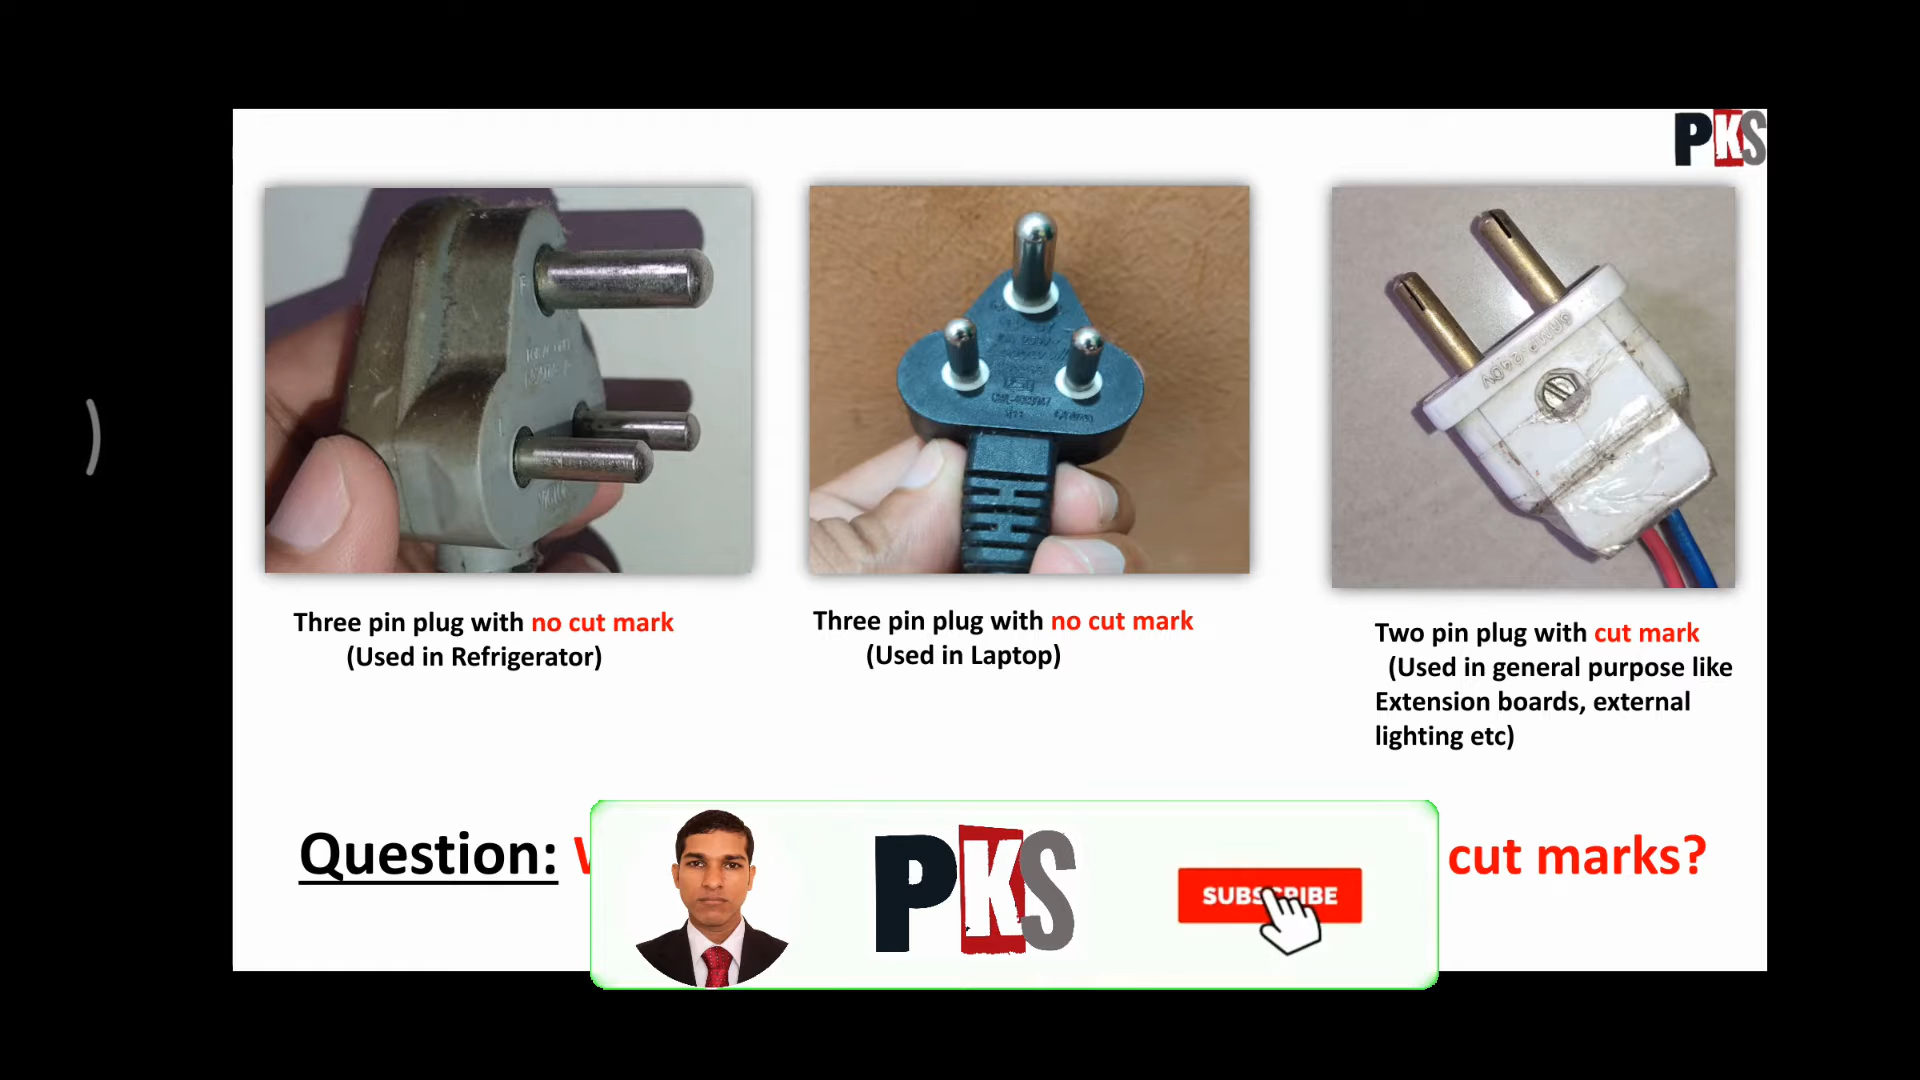 PKS
6AMP.240V
Three pin plug with no cut mark
(Used in Refrigerator)
Three pin plug with no cut mark
(Used in Laptop)
Two pin plug with cut mark
(Used in general purpose like
Extension boards, external
lighting etc)
Question: cut marks?
PKS
SUBSCRIBE